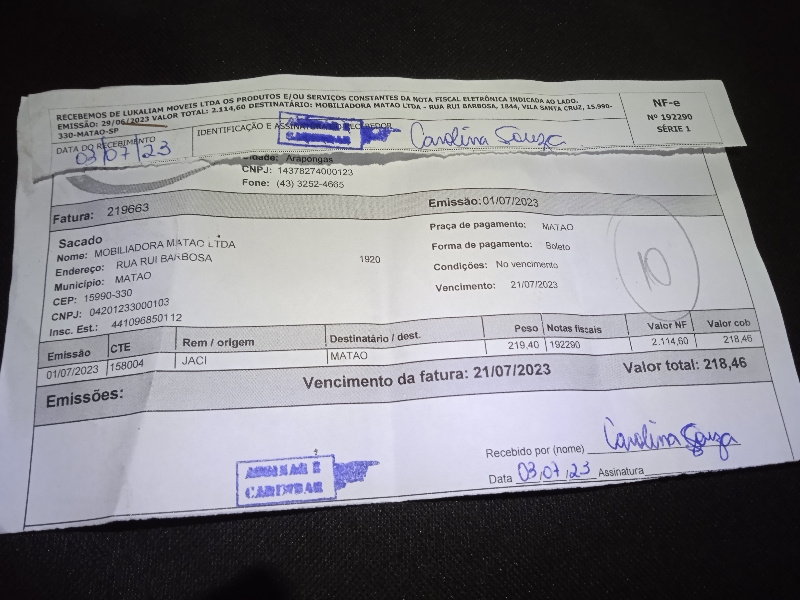 RECEBEMOS DE LUKALIAM MOVEIS LTDA OS PRODUTOS E/OU SERVIÇOS CONSTANTES DA NOTA FISCAL ELETRÔNICA INDICADA AO LADO.
EMISSÃO: 29/06/2023 VALOR TOTAL: 2.114,60 DESTINATÁRIO: MOBILIADORA MATAO LTDA - RUA RUI BARBOSA, 1844, VILA SANTA CRUZ, 15.990-
330-MATAO-SP
NF-e
Nº 192290
SÉRIE 1
DATA DO RECEBIMENTO
03/07/23
IDENTIFICAÇÃO E ASSINATURA DO RECEBEDOR
ASSINAR E
CARIMBAR
Carolina Souza
Cidade: Arapongas
CNPJ: 14378274000123
Fone: (43) 3252-4665
Fatura: 219663
Emissão: 01/07/2023
Sacado
Nome: MOBILIADORA MATAO LTDA
Endereço: RUA RUI BARBOSA 1920
Município: MATAO
CEP: 15990-330
CNPJ: 04201233000103
Insc. Est.: 441096850112
Praça de pagamento: MATAO
Forma de pagamento: Boleto
Condições: No vencimento
Vencimento: 21/07/2023
10
Emissão CTE Rem / origem Destinatário / dest. Peso Notas fiscais Valor NF Valor cob
01/07/2023 158004 JACI MATAO 219,40 192290 2.114,60 218,46
Emissões: Vencimento da fatura: 21/07/2023 Valor total: 218,46
ASSINAR E
CARIMBAR
Recebido por (nome) Carolina Souza
Data 03/07/23 Assinatura